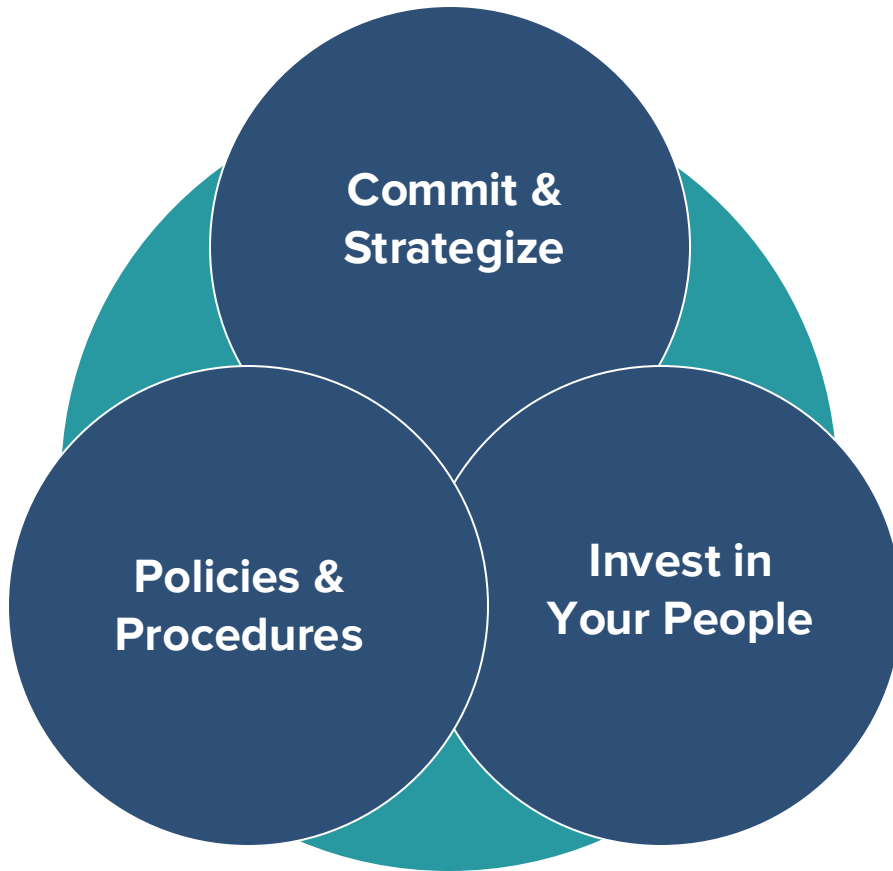 Commit &
Strategize
Policies &
Procedures
Invest in
Your People